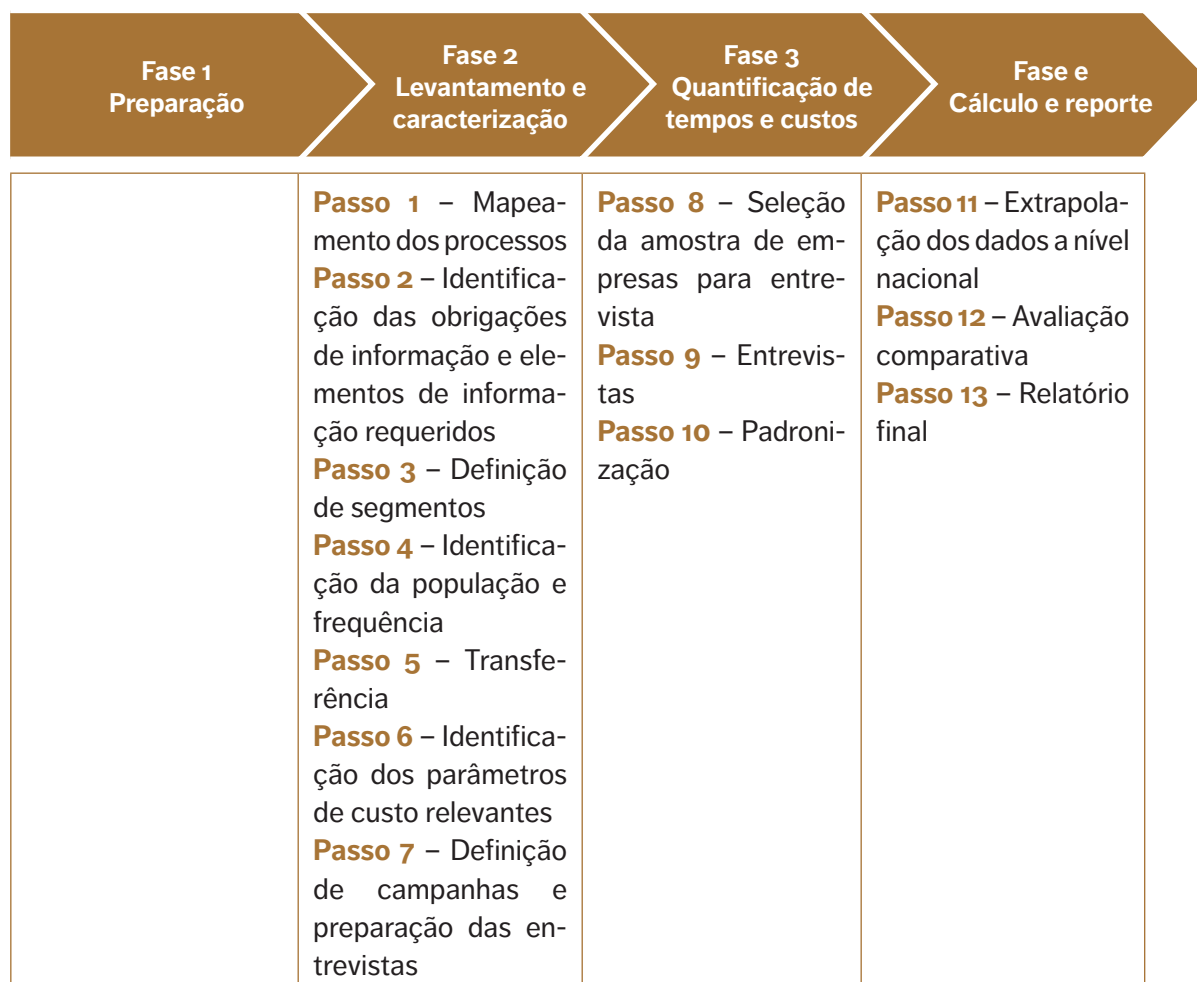 Fase 1
Preparação
Fase 2
Levantamento e
caracterização
Fase 3
Quantificação de
tempos e custos
Fase e
Cálculo e reporte
Passo 1 – Mapea-
mento dos processos
Passo 2 – Identifica-
ção das obrigações
de informação e ele-
mentos de informa-
ção requeridos
Passo 3 – Definição
de segmentos
Passo 4 – Identifica-
ção da população e
frequência
Passo 5 – Transfe-
rência
Passo 6 – Identifica-
ção dos parâmetros
de custo relevantes
Passo 7 – Definição
de campanhas e
preparação das en-
trevistas
Passo 8 – Seleção
da amostra de em-
presas para entre-
vista
Passo 9 – Entrevis-
tas
Passo 10 – Padroni-
zação
Passo 11 – Extrapola-
ção dos dados a nível
nacional
Passo 12 – Avaliação
comparativa
Passo 13 – Relatório
final